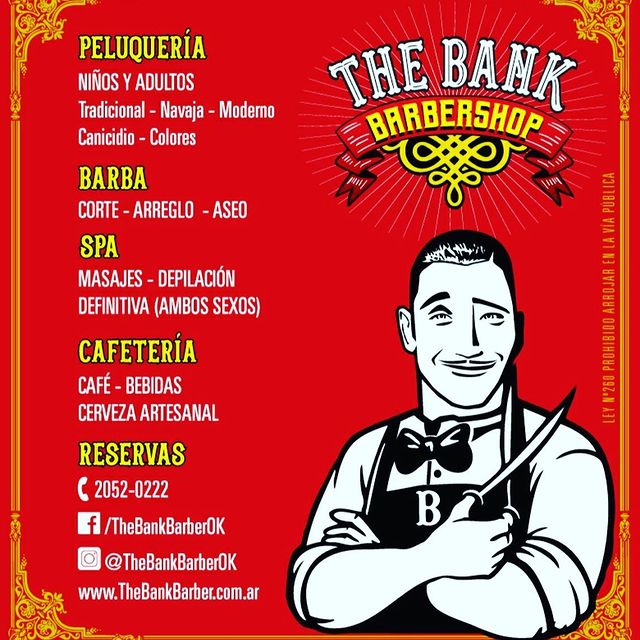 PELUQUERÍA
NIÑOS Y ADULTOS
Tradicional - Navaja - Moderno
Canicidio - Colores
BARBA
CORTE - ARREGLO - ASEO
SPA
MASAJES - DEPILACIÓN
DEFINITIVA (AMBOS SEXOS)
CAFETERÍA
CAFÉ - BEBIDAS
CERVEZA ARTESANAL
RESERVAS
2052-0222
/TheBankBarberOK
@TheBankBarberOK
www.TheBankBarber.com.ar
THE BANK
BARBERSHOP
B
LEY Nº260 PROHIBIDO ARROJAR EN LA VÍA PÚBLICA